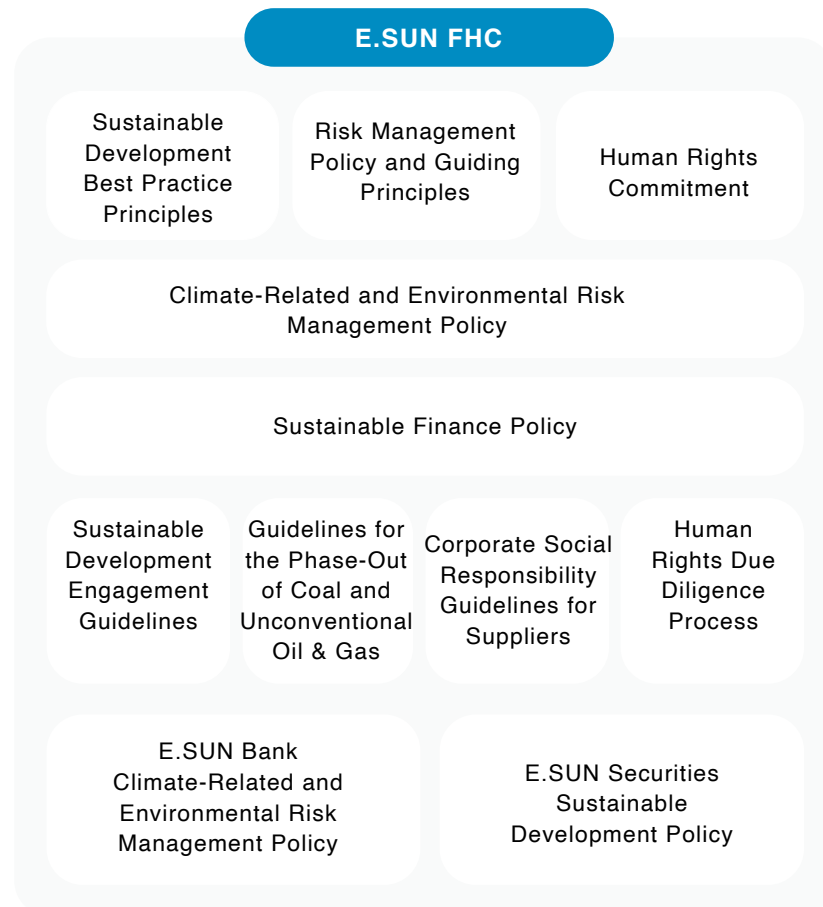 E.SUN FHC
Sustainable
Development
Best Practice
Principles
Risk Management
Policy and Guiding
Principles
Human Rights
Commitment
Climate-Related and Environmental Risk
Management Policy
Sustainable Finance Policy
Sustainable
Development
Engagement
Guidelines
Guidelines for
the Phase-Out
of Coal and
Unconventional
Oil & Gas
Corporate Social
Responsibility
Guidelines for
Suppliers
Human
Rights Due
Diligence
Process
E.SUN Bank
Climate-Related and
Environmental Risk
Management Policy
E.SUN Securities
Sustainable
Development Policy